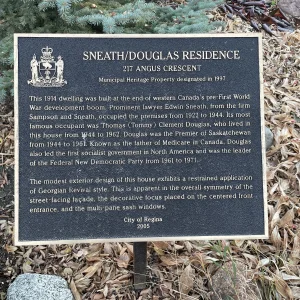 SNEATH/DOUGLAS RESIDENCE
217 ANGUS CRESCENT
Municipal Heritage Property designated in 1997
This 1914 dwelling was built at the end of western Canada's pre-First World
War development boom. Prominent lawyer Edwin Sneath, from the firm
Sampson and Sneath, occupied the premises from 1922 to 1944. Its most
famous occupant was Thomas (Tommy) Clement Douglas, who lived in
this house from 1944 to 1962. Douglas was the Premier of Saskatchewan
from 1944 to 1961. Known as the father of Medicare in Canada, Douglas
also led the first socialist government in North America and was the leader
of the Federal New Democratic Party from 1961 to 1971.
The modest exterior design of this house exhibits a restrained application
of Georgian Revival style. This is apparent in the overall symmetry of the
street-facing façade, the decorative focus placed on the centered front
entrance, and the multi-pane sash windows.
City of Regina
2005